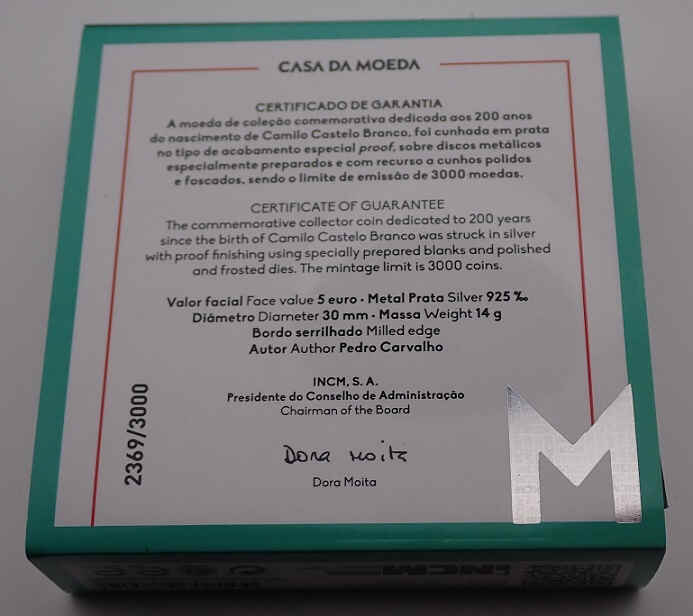 CASA DA MOEDA
CERTIFICADO DE GARANTIA
A moeda de coleção comemorativa dedicada aos 200 anos
do nascimento de Camilo Castelo Branco, foi cunhada em prata
no tipo de acabamento especial proof, sobre discos metálicos
especialmente preparados e com recurso a cunhos polidos
e foscados, sendo o limite de emissão de 3000 moedas.
CERTIFICATE OF GUARANTEE
The commemorative collector coin dedicated to 200 years
since the birth of Camilo Castelo Branco was struck in silver
with proof finishing using specially prepared blanks and polished
and frosted dies. The mintage limit is 3000 coins.
Valor facial Face value 5 euro · Metal Prata Silver 925 ‰
Diâmetro Diameter 30 mm · Massa Weight 14 g
Bordo serrilhado Milled edge
Autor Author Pedro Carvalho
INCM, S. A.
Presidente do Conselho de Administração
Chairman of the Board
Dora Moita
Dora Moita
2369/3000
M
INCM